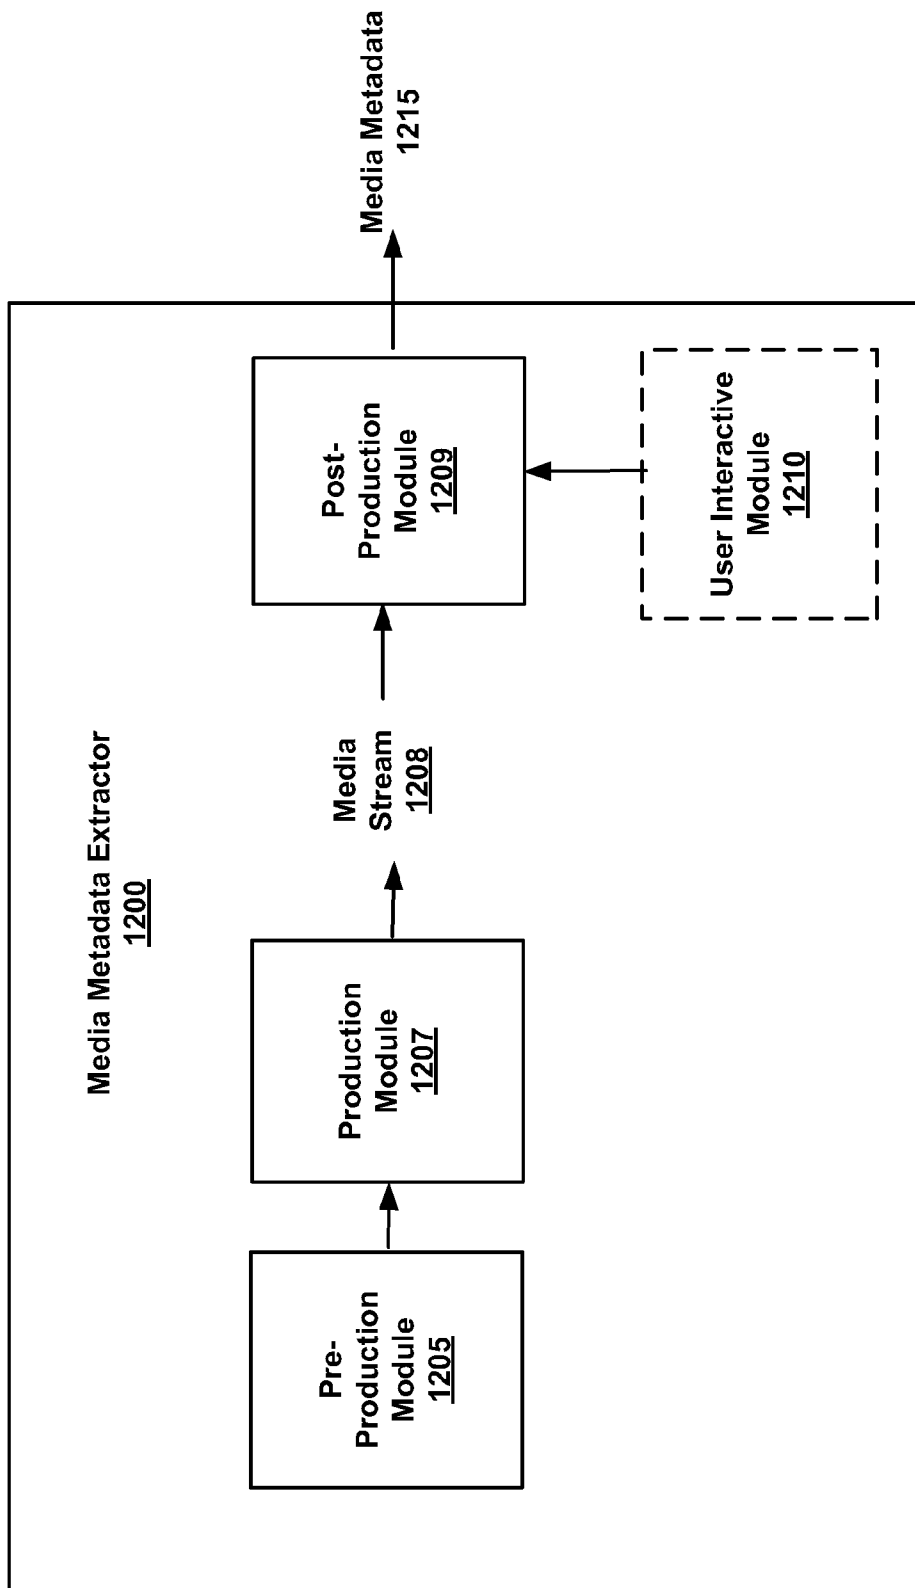 Media Metadata Extractor
1200
Pre-
Production
Module
1205
Production
Module
1207
Media
Stream
1208
Post-
Production
Module
1209
User Interactive
Module
1210
Media Metadata
1215